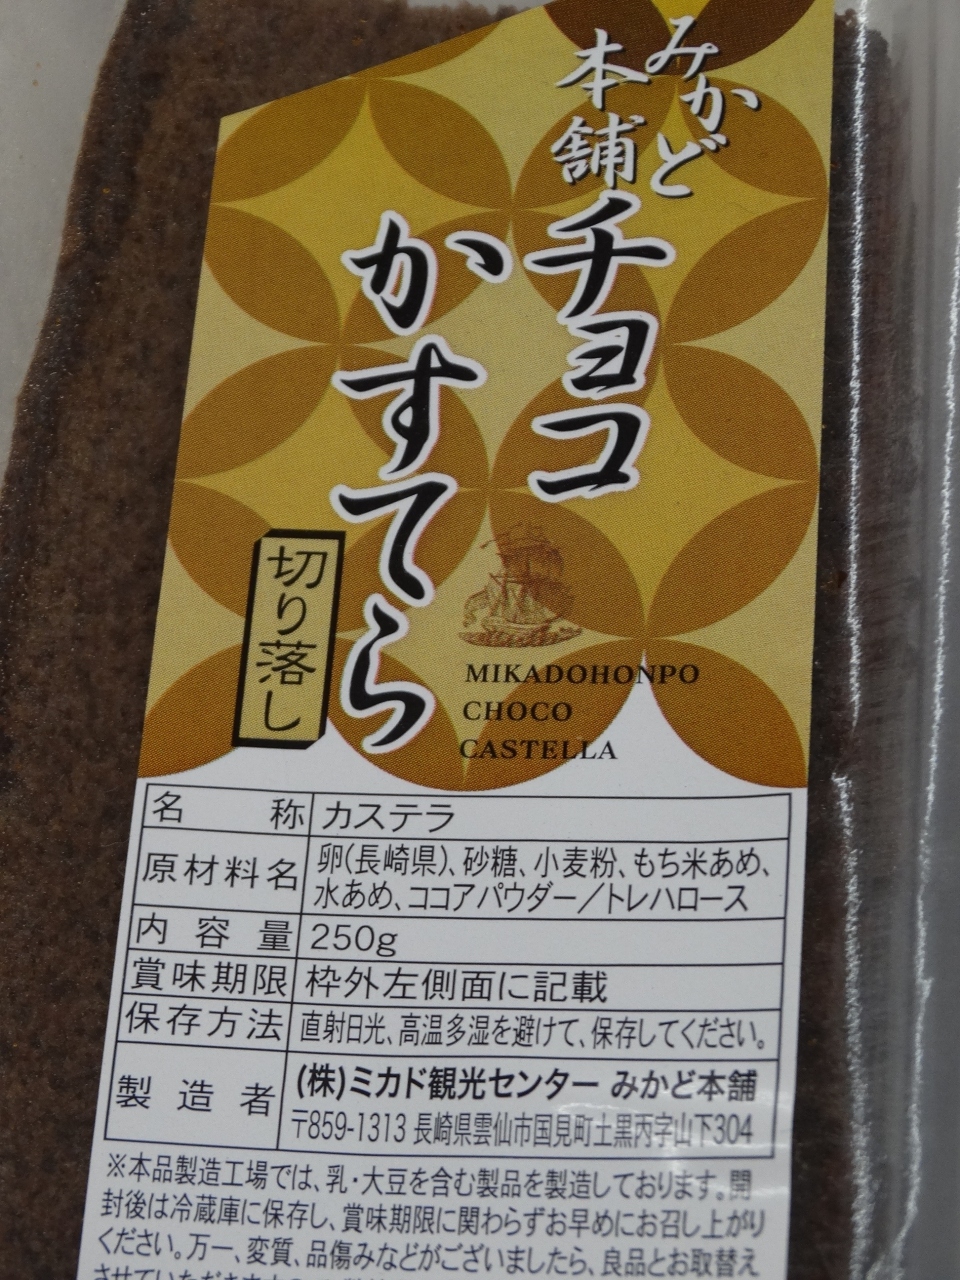 みかど
本舗
チョコ
かすてら
切り落し
MIKADOHONPO
CHOCO
CASTELLA
名称 カステラ
原材料名 卵(長崎県)、砂糖、小麦粉、もち米あめ、
水あめ、ココアパウダー／トレハロース
内容量 250g
賞味期限 枠外左側面に記載
保存方法 直射日光、高温多湿を避けて、保存してください。
製造者 (株)ミカド観光センター みかど本舗
〒859-1313 長崎県雲仙市国見町土黒丙字山下304
※本品製造工場では、乳・大豆を含む製品を製造しております。開
封後は冷蔵庫に保存し、賞味期限に関わらずお早めにお召し上がり
ください。万一、変質、品傷みなどがございましたら、良品とお取替え